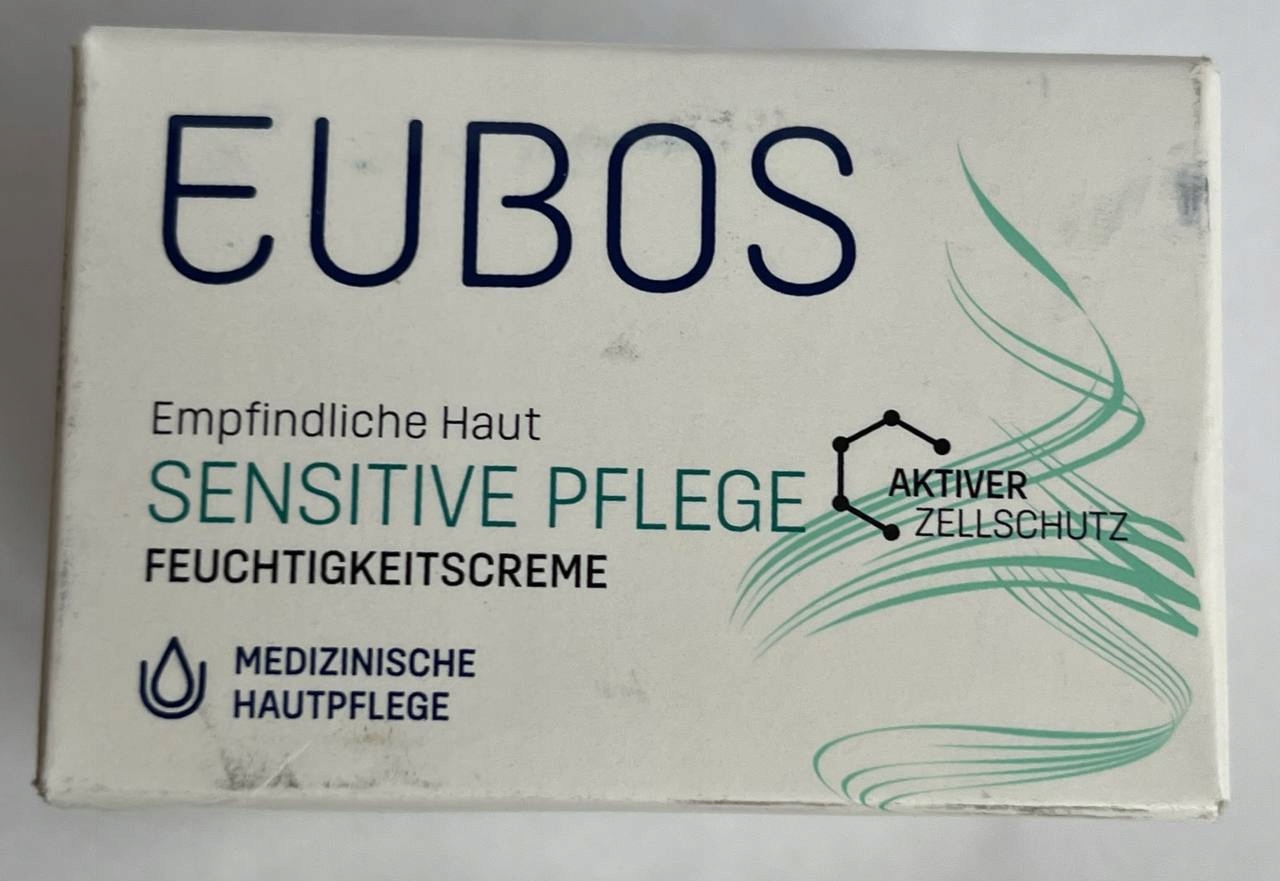 EUBOS
Empfindliche Haut
SENSITIVE PFLEGE
FEUCHTIGKEITSCREME
AKTIVER
ZELLSCHUTZ
MEDIZINISCHE
HAUTPFLEGE